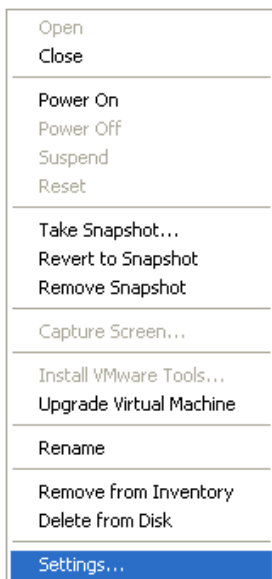 Open
Close
Power On
Power Off
Suspend
Reset
Take Snapshot...
Revert to Snapshot
Remove Snapshot
Capture Screen...
Install VMware Tools...
Upgrade Virtual Machine
Rename
Remove from Inventory
Delete from Disk
Settings...